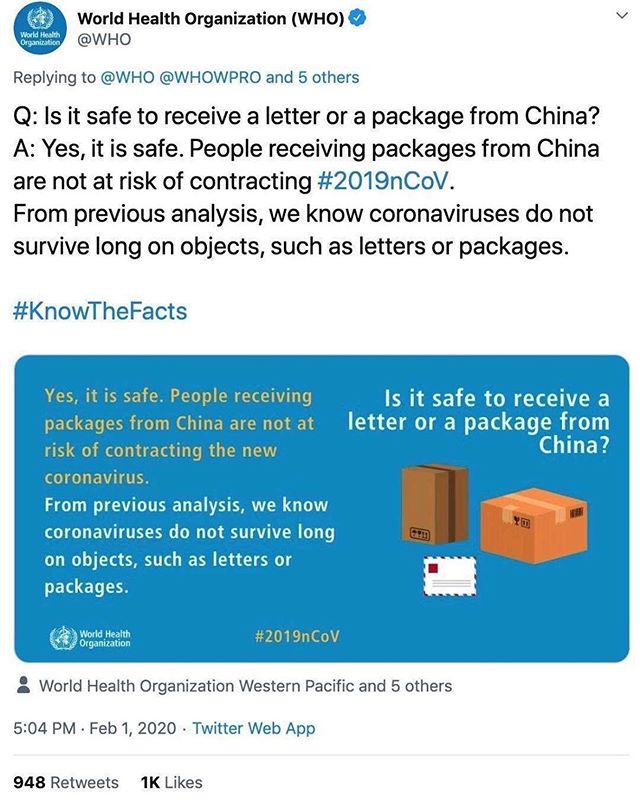 World Health Organization (WHO)
@WHO
World Health
Organization
Replying to @WHO @WHOWPRO and 5 others
Q: Is it safe to receive a letter or a package from China?
A: Yes, it is safe. People receiving packages from China
are not at risk of contracting #2019nCoV.
From previous analysis, we know coronaviruses do not
survive long on objects, such as letters or packages.
#KnowTheFacts
Yes, it is safe. People receiving
packages from China are not at
risk of contracting the new
coronavirus.
From previous analysis, we know
coronaviruses do not survive long
on objects, such as letters or
packages.
Is it safe to receive a
letter or a package from
China?
World Health
Organization
#2019nCoV
World Health Organization Western Pacific and 5 others
5:04 PM · Feb 1, 2020 · Twitter Web App
948 Retweets 1K Likes